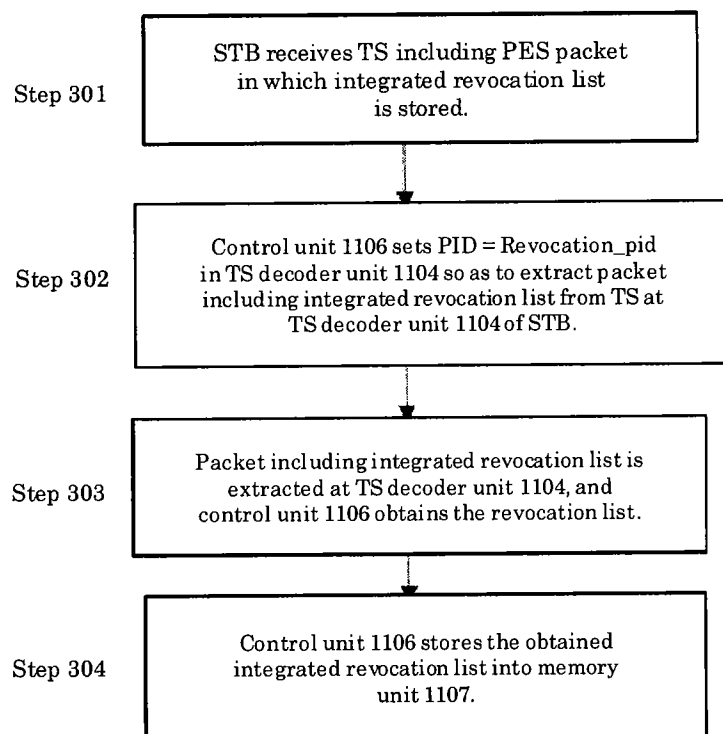 STB receives TS including PES packet
in which integrated revocation list
is stored.
Step 301
Control unit 1106 sets PID = Revocation_pid
in TS decoder unit 1104 so as to extract packet
including integrated revocation list from TS at
TS decoder unit 1104 of STB.
Step 302
Packet including integrated revocation list is
extracted at TS decoder unit 1104, and
control unit 1106 obtains the revocation list.
Step 303
Control unit 1106 stores the obtained
integrated revocation list into memory
unit 1107.
Step 304